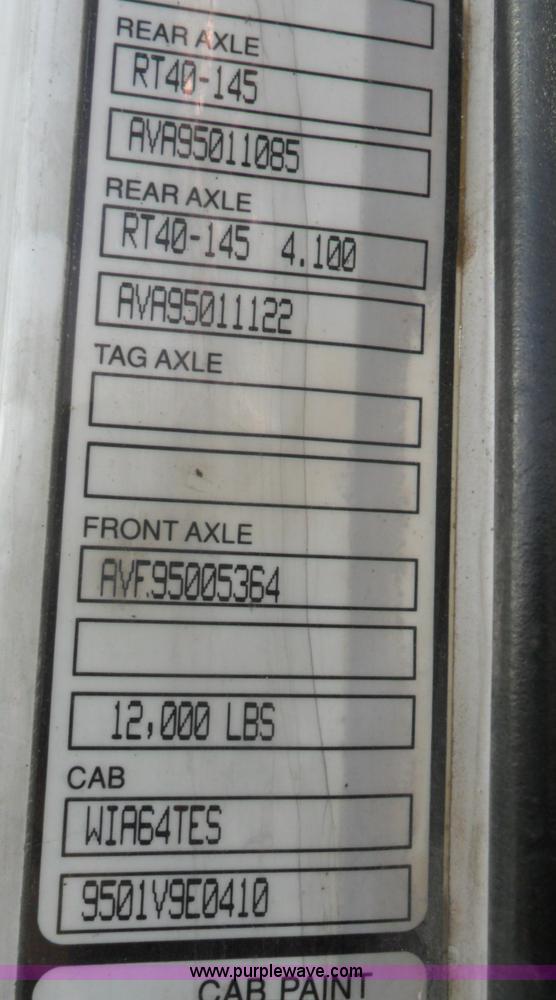 REAR AXLE
RT40-145
AVA95011085
REAR AXLE
RT40-145 4.100
AVA95011122
TAG AXLE
FRONT AXLE
AVF95005364
12,000 LBS
CAB
WIA64TES
9501V9E0410
www.purplewave.com
CAB PAINT